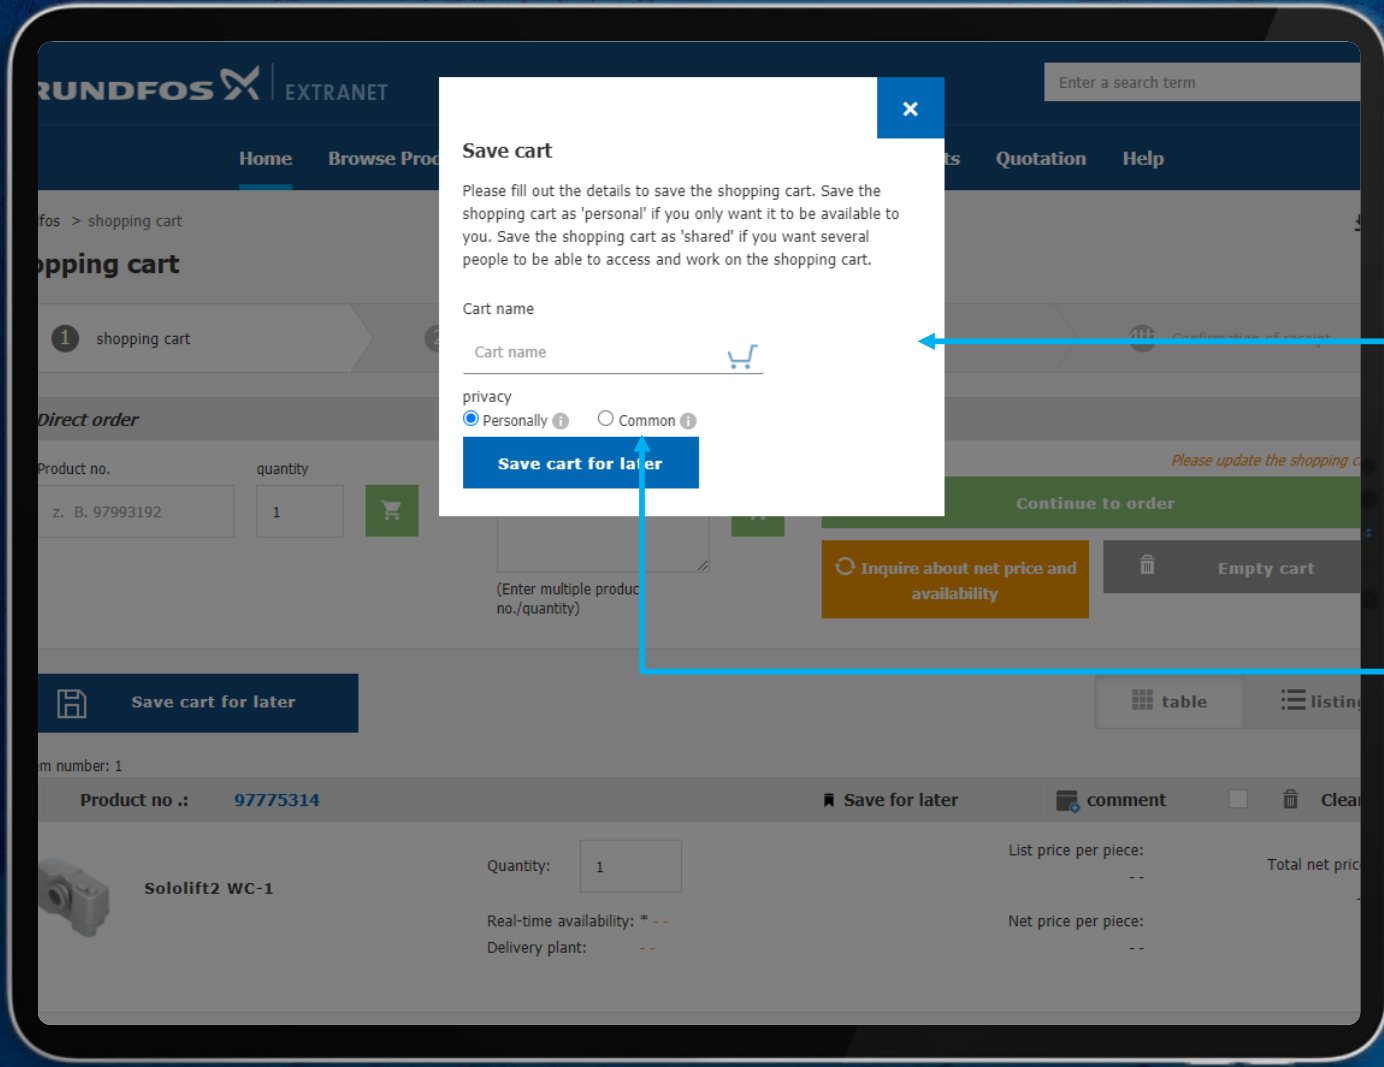 RUNDFOS EXTRANET
Enter a search term
Home Browse Prod ts Quotation Help
Save cart
Please fill out the details to save the shopping cart. Save the
shopping cart as 'personal' if you only want it to be available to
you. Save the shopping cart as 'shared' if you want several
people to be able to access and work on the shopping cart.
Cart name
Cart name
privacy
Personally Common
Save cart for later
fos > shopping cart
opping cart
1 shopping cart 2 Confirmation of receipt
Direct order
Product no. quantity
z. B. 97993192 1
(Enter multiple produc
no./quantity)
Please update the shopping c
Continue to order
Inquire about net price and
availability
Empty cart
Save cart for later
table listing
em number: 1
Product no .: 97775314 Save for later comment Clea
Sololift2 WC-1
Quantity: 1
Real-time availability: * - -
Delivery plant: - -
List price per piece:
- -
Net price per piece:
- -
Total net pric
-